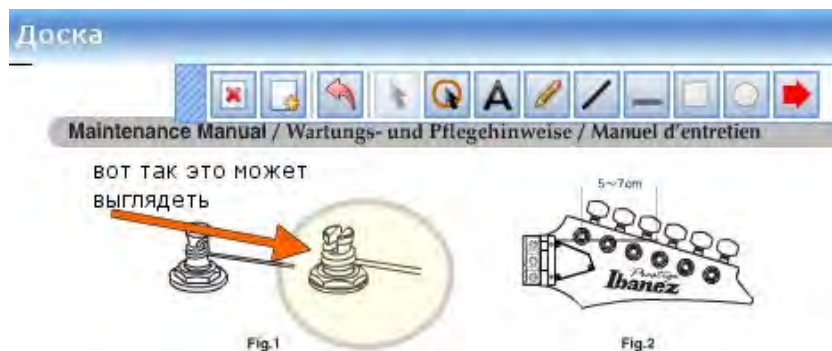 Доска
Maintenance Manual / Wartungs- und Pflegehinweise / Manuel d'entretien
вот так это может
выглядеть
5~7cm
Prestige
Ibanez
Fig.1
Fig.2